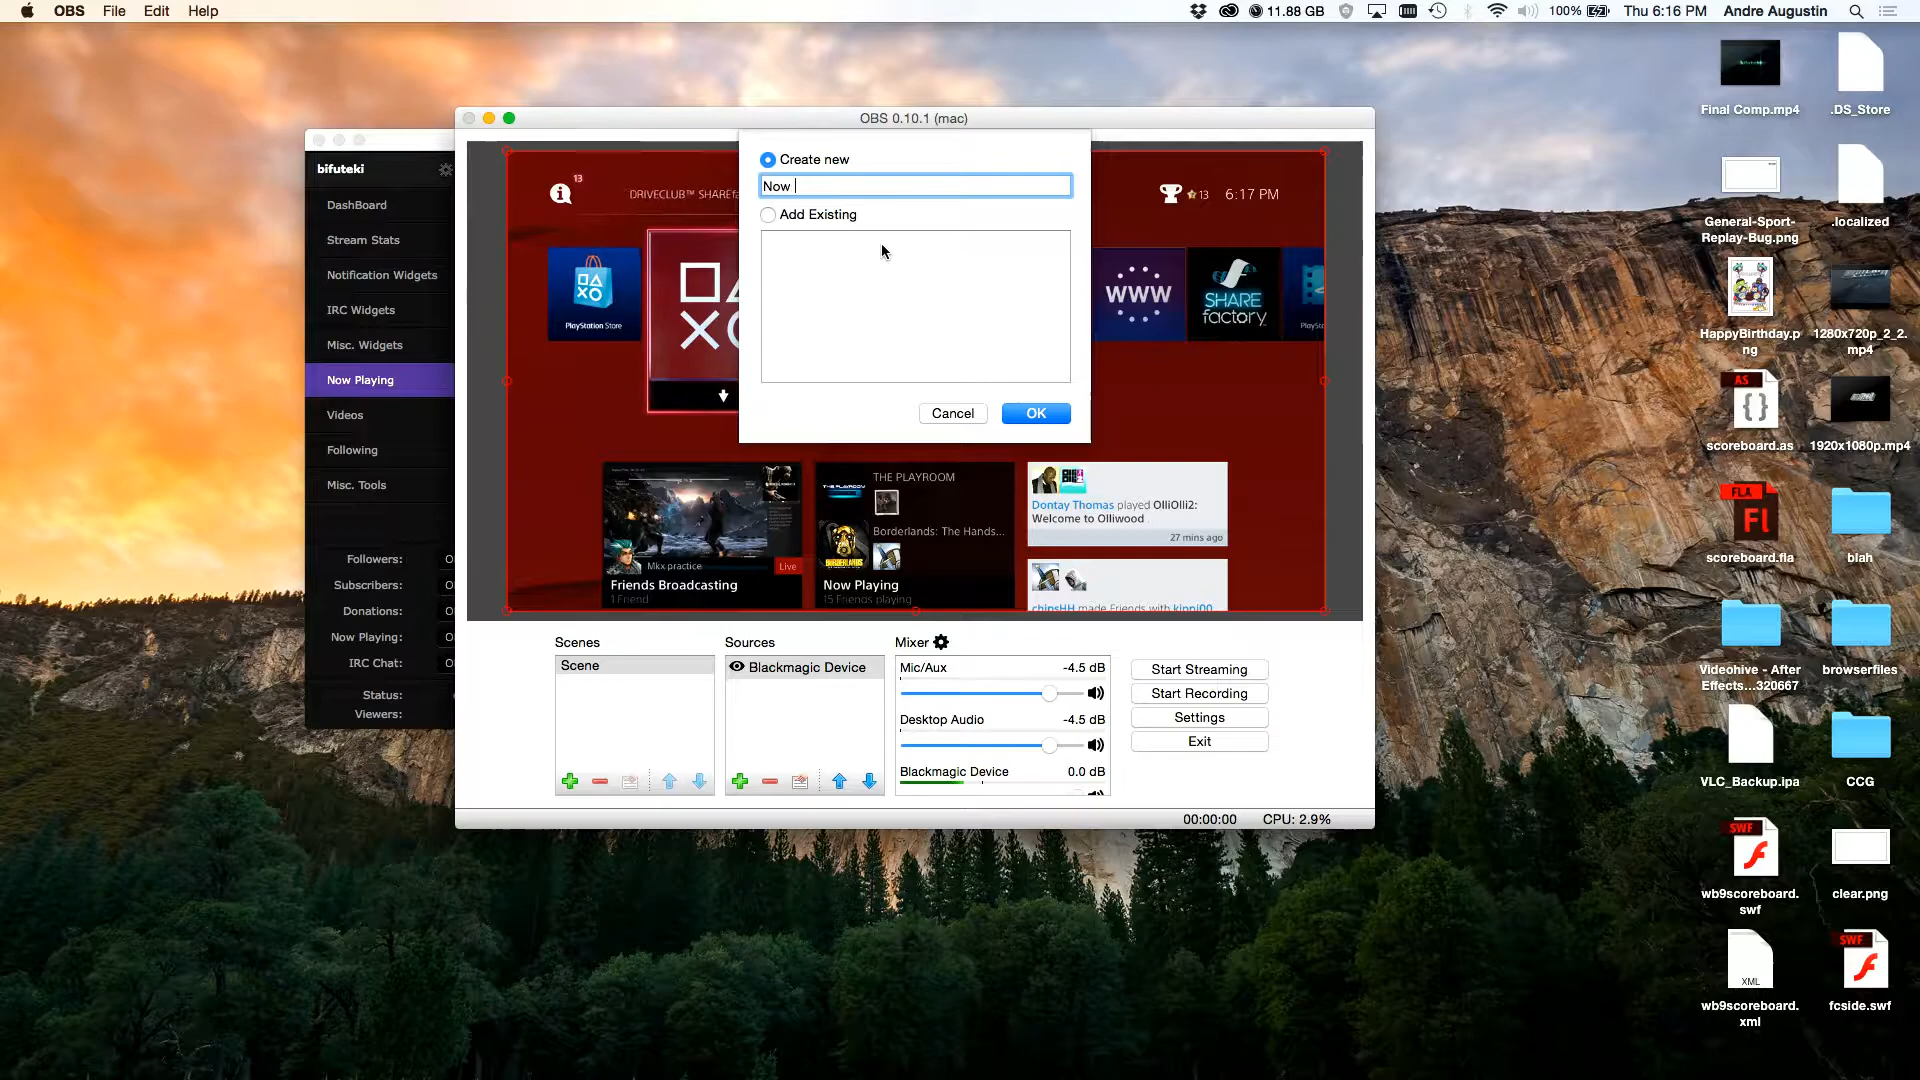 OBS File Edit Help
11.88 GB 100% Thu 6:16 PM Andre Augustin
OBS 0.10.1 (mac)
bifuteki
DashBoard
Stream Stats
Notification Widgets
IRC Widgets
Misc. Widgets
Now Playing
Videos
Following
Misc. Tools
Followers:
Subscribers:
Donations:
Now Playing:
IRC Chat:
Status:
Viewers:
Create new
Now
Add Existing
Cancel OK
13
DRIVECLUB™ SHAREfa
13 6:17 PM
PlayStation Store
WWW
SHARE
factory
Mkx practice
Live
Friends Broadcasting
1 Friend
THE PLAYROOM
Borderlands: The Hands...
BORDERLANDS
Now Playing
15 Friends playing
Dontay Thomas played OlliOlli2:
Welcome to Olliwood
27 mins ago
chipsHH made Friends with kippi00
Scenes
Scene
Sources
Blackmagic Device
Mixer
Mic/Aux -4.5 dB
Desktop Audio -4.5 dB
Blackmagic Device 0.0 dB
Start Streaming
Start Recording
Settings
Exit
00:00:00 CPU: 2.9%
Final Comp.mp4
.DS_Store
General-Sport-
Replay-Bug.png
.localized
HappyBirthday.p
ng
1280x720p_2_2.
mp4
AS
scoreboard.as
1920x1080p.mp4
FLA
Fl
scoreboard.fla
blah
Videohive - After
Effects...320667
browserfiles
VLC_Backup.ipa
CCG
SWF
wb9scoreboard.
swf
clear.png
XML
wb9scoreboard.
xml
SWF
fcside.swf